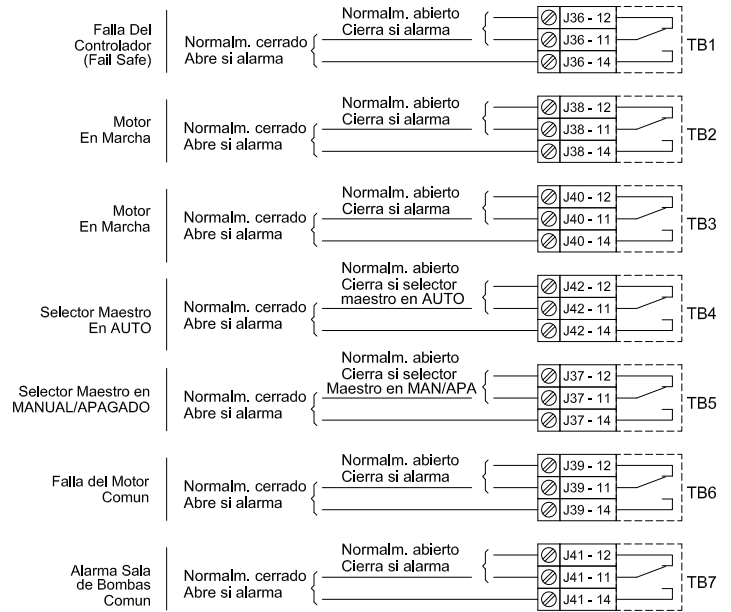 Falla Del
Controlador
(Fail Safe)
Normalm. cerrado
Abre si alarma
Normalm. abierto
Cierra si alarma
J36 - 12
J36 - 11
J36 - 14
TB1
Motor
En Marcha
Normalm. cerrado
Abre si alarma
Normalm. abierto
Cierra si alarma
J38 - 12
J38 - 11
J38 - 14
TB2
Motor
En Marcha
Normalm. cerrado
Abre si alarma
Normalm. abierto
Cierra si alarma
J40 - 12
J40 - 11
J40 - 14
TB3
Selector Maestro
En AUTO
Normalm. cerrado
Abre si alarma
Normalm. abierto
Cierra si selector
maestro en AUTO
J42 - 12
J42 - 11
J42 - 14
TB4
Selector Maestro en
MANUAL/APAGADO
Normalm. cerrado
Abre si alarma
Normalm. abierto
Cierra si selector
Maestro en MAN/APA
J37 - 12
J37 - 11
J37 - 14
TB5
Falla del Motor
Comun
Normalm. cerrado
Abre si alarma
Normalm. abierto
Cierra si alarma
J39 - 12
J39 - 11
J39 - 14
TB6
Alarma Sala
de Bombas
Comun
Normalm. cerrado
Abre si alarma
Normalm. abierto
Cierra si alarma
J41 - 12
J41 - 11
J41 - 14
TB7